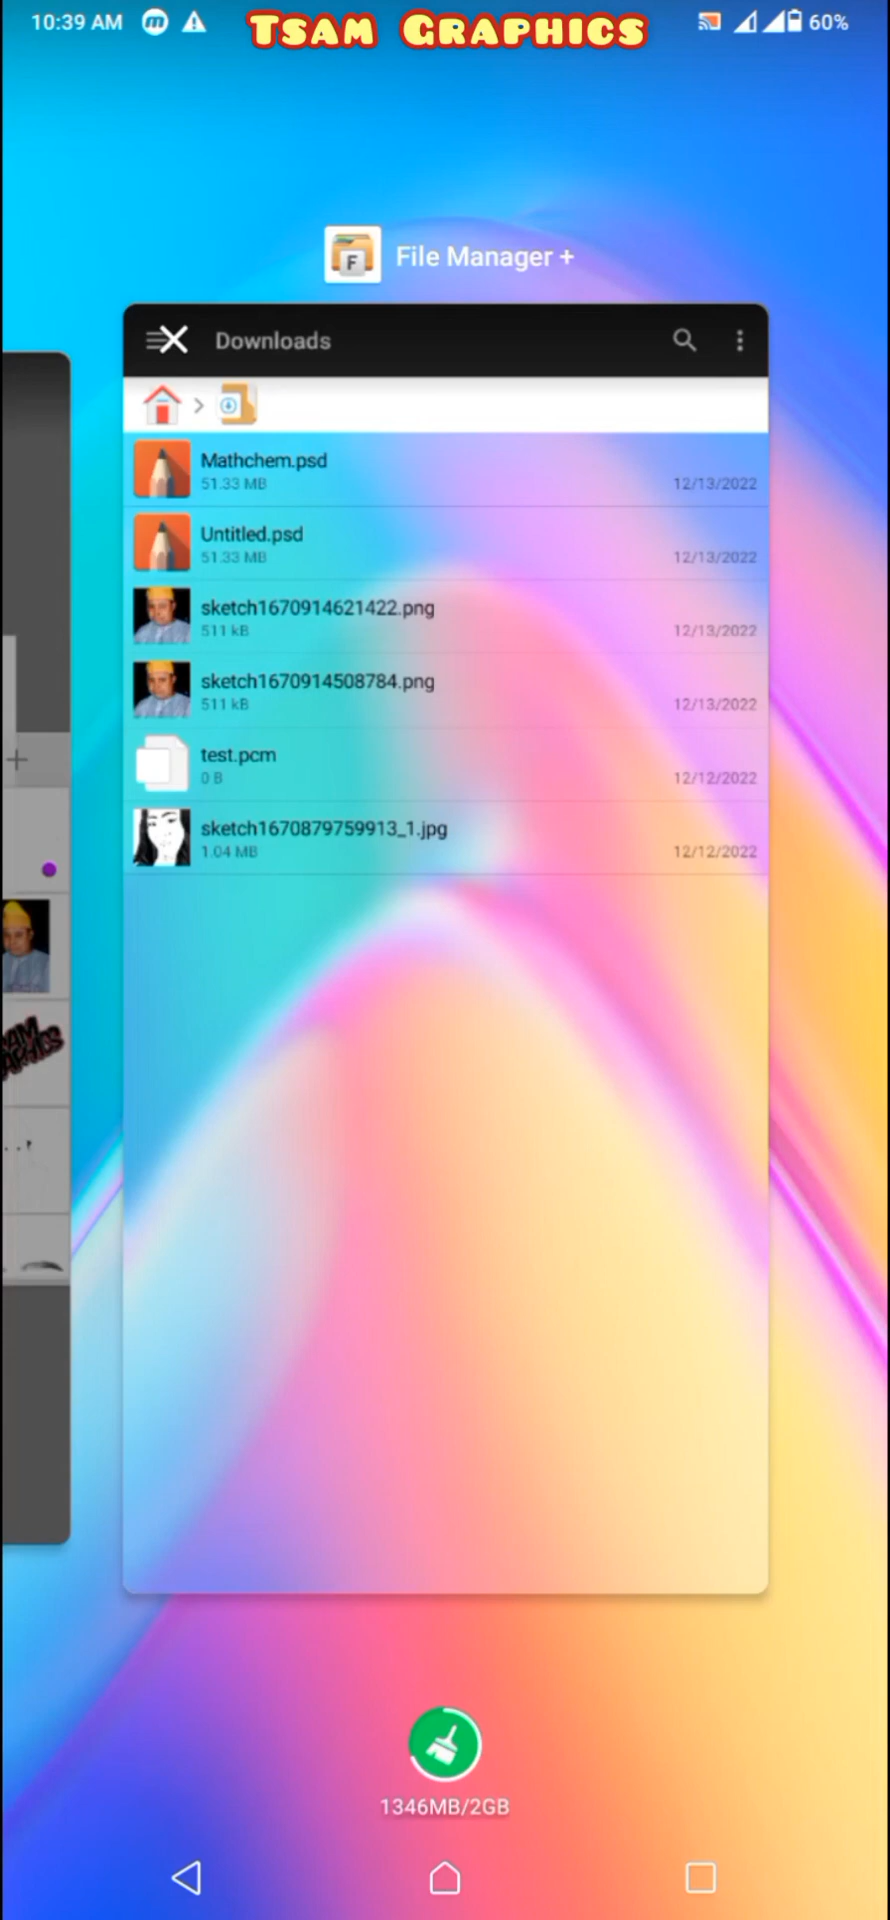 10:39 AM
TSAM GRAPHICS
60%
File Manager +
Downloads
Mathchem.psd
51.33 MB
12/13/2022
Untitled.psd
51.33 MB
12/13/2022
sketch1670914621422.png
511 kB
12/13/2022
sketch1670914508784.png
511 kB
12/13/2022
test.pcm
0 B
12/12/2022
sketch1670879759913_1.jpg
1.04 MB
12/12/2022
1346MB/2GB